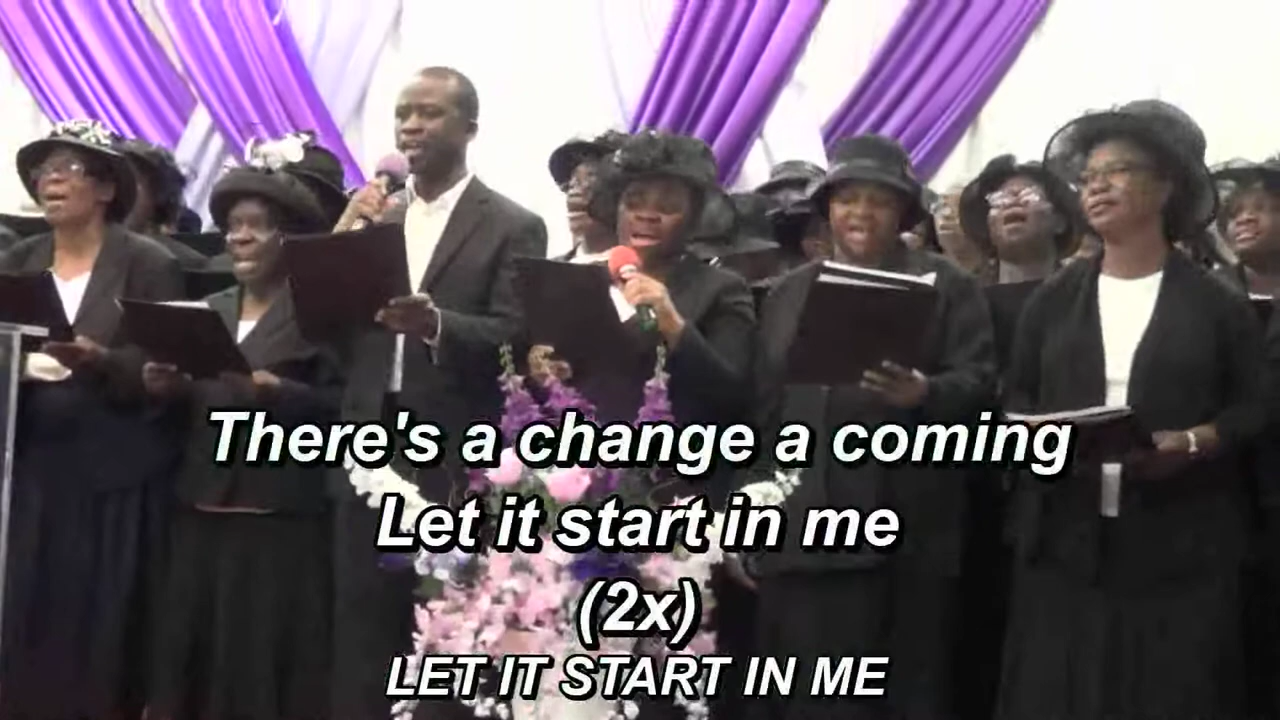 There's a change a coming
Let it start in me
(2x)
LET IT START IN ME